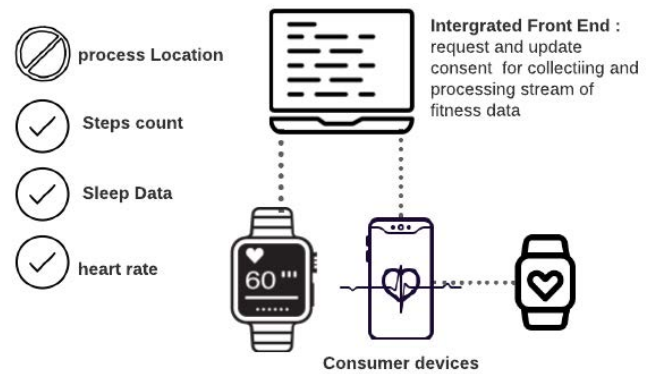 process Location
Steps count
Sleep Data
heart rate
Intergrated Front End :
request and update
consent for collectiing and
processing stream of
fitness data
60
Consumer devices